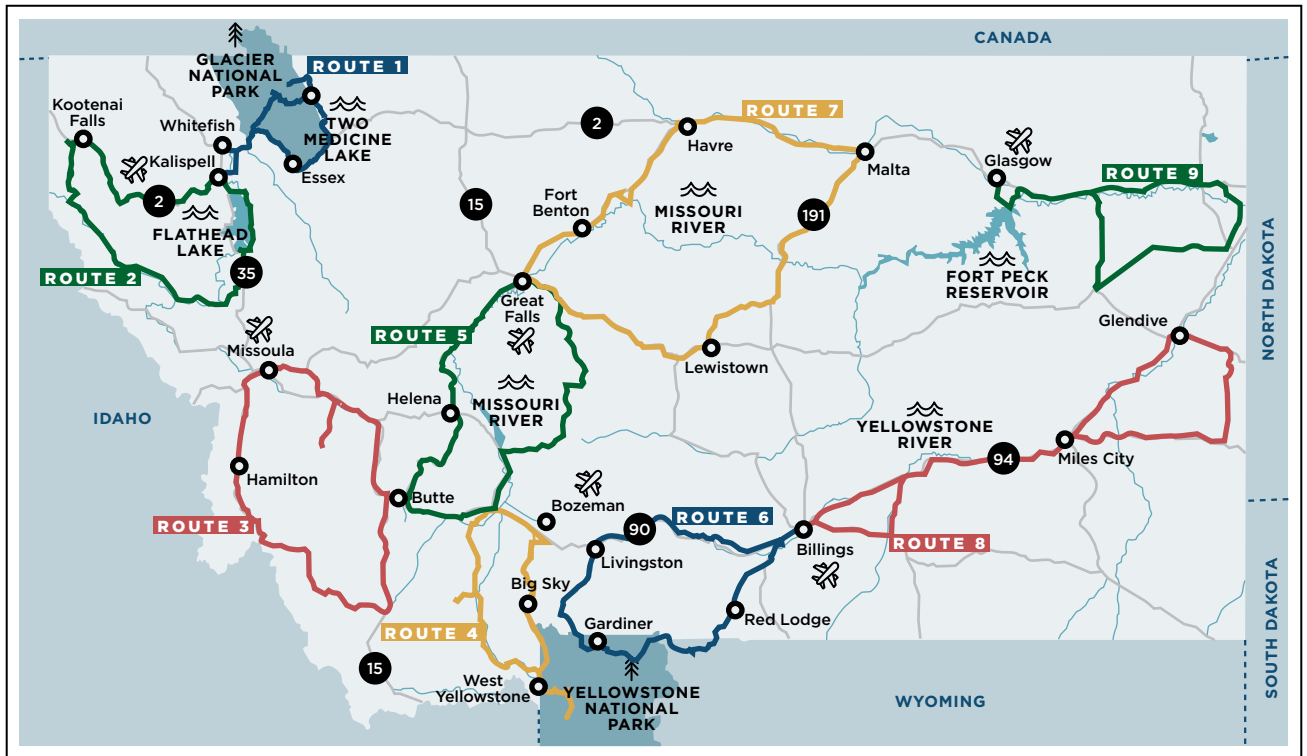 CANADA
GLACIER
NATIONAL
PARK
ROUTE 1
Kootenai
Falls
Whitefish
TWO
MEDICINE
LAKE
2
ROUTE 7
Havre
Kalispell
Essex
Malta
Glasgow
ROUTE 9
2
FLATHEAD
LAKE
15
Fort
Benton
MISSOURI
RIVER
191
ROUTE 2
35
FORT PECK
RESERVOIR
NORTH DAKOTA
Great
Falls
ROUTE 5
Glendive
Missoula
Lewistown
IDAHO
Helena
MISSOURI
RIVER
YELLOWSTONE
RIVER
Miles City
94
Hamilton
Butte
Bozeman
ROUTE 3
90
ROUTE 6
Billings
ROUTE 8
Livingston
Big Sky
Gardiner
Red Lodge
ROUTE 4
15
West
Yellowstone
YELLOWSTONE
NATIONAL
PARK
WYOMING
SOUTH DAKOTA